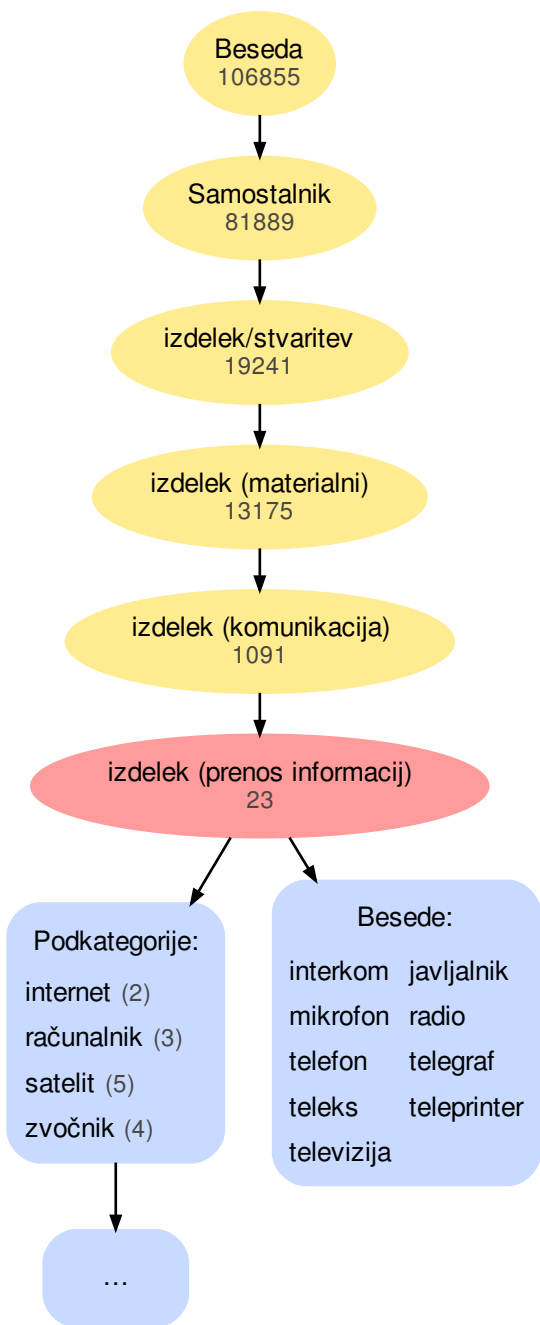 Beseda
106855
Samostalnik
81889
izdelek/stvaritev
19241
izdelek (materialni)
13175
izdelek (komunikacija)
1091
izdelek (prenos informacij)
23
Podkategorije:
internet (2)
računalnik (3)
satelit (5)
zvočnik (4)
...
Besede:
interkom javljalnik
mikrofon radio
telefon telegraf
teleks teleprinter
televizija